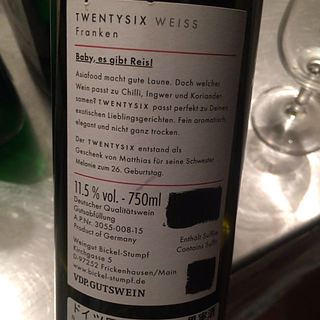 TWENTYSIX WEISS
Franken
Baby, es gibt Reis!
Asiafood macht gute Laune. Doch welcher
Wein passt zu Chilli, Ingwer und Koriander-
samen? TWENTYSIX passt perfekt zu Deinen
exotischen Lieblingsgerichten. Fein aromatisch,
elegant und nicht ganz trocken.
Der TWENTYSIX entstand als
Geschenk von Matthias für seine Schwester
Melanie zum 26. Geburtstag.
11.5 % vol. - 750ml
Deutscher Qualitätswein
Gutsabfüllung
A.P.Nr. 3055-008-15
Product of Germany
Enthält Sulfite
Contains Sulfit
Weingut Bickel-Stumpf
Kirchgasse 5
D-97252 Frickenhausen/Main
www.bickel-stumpf.de
VDP.GUTSWEIN
ドイツ